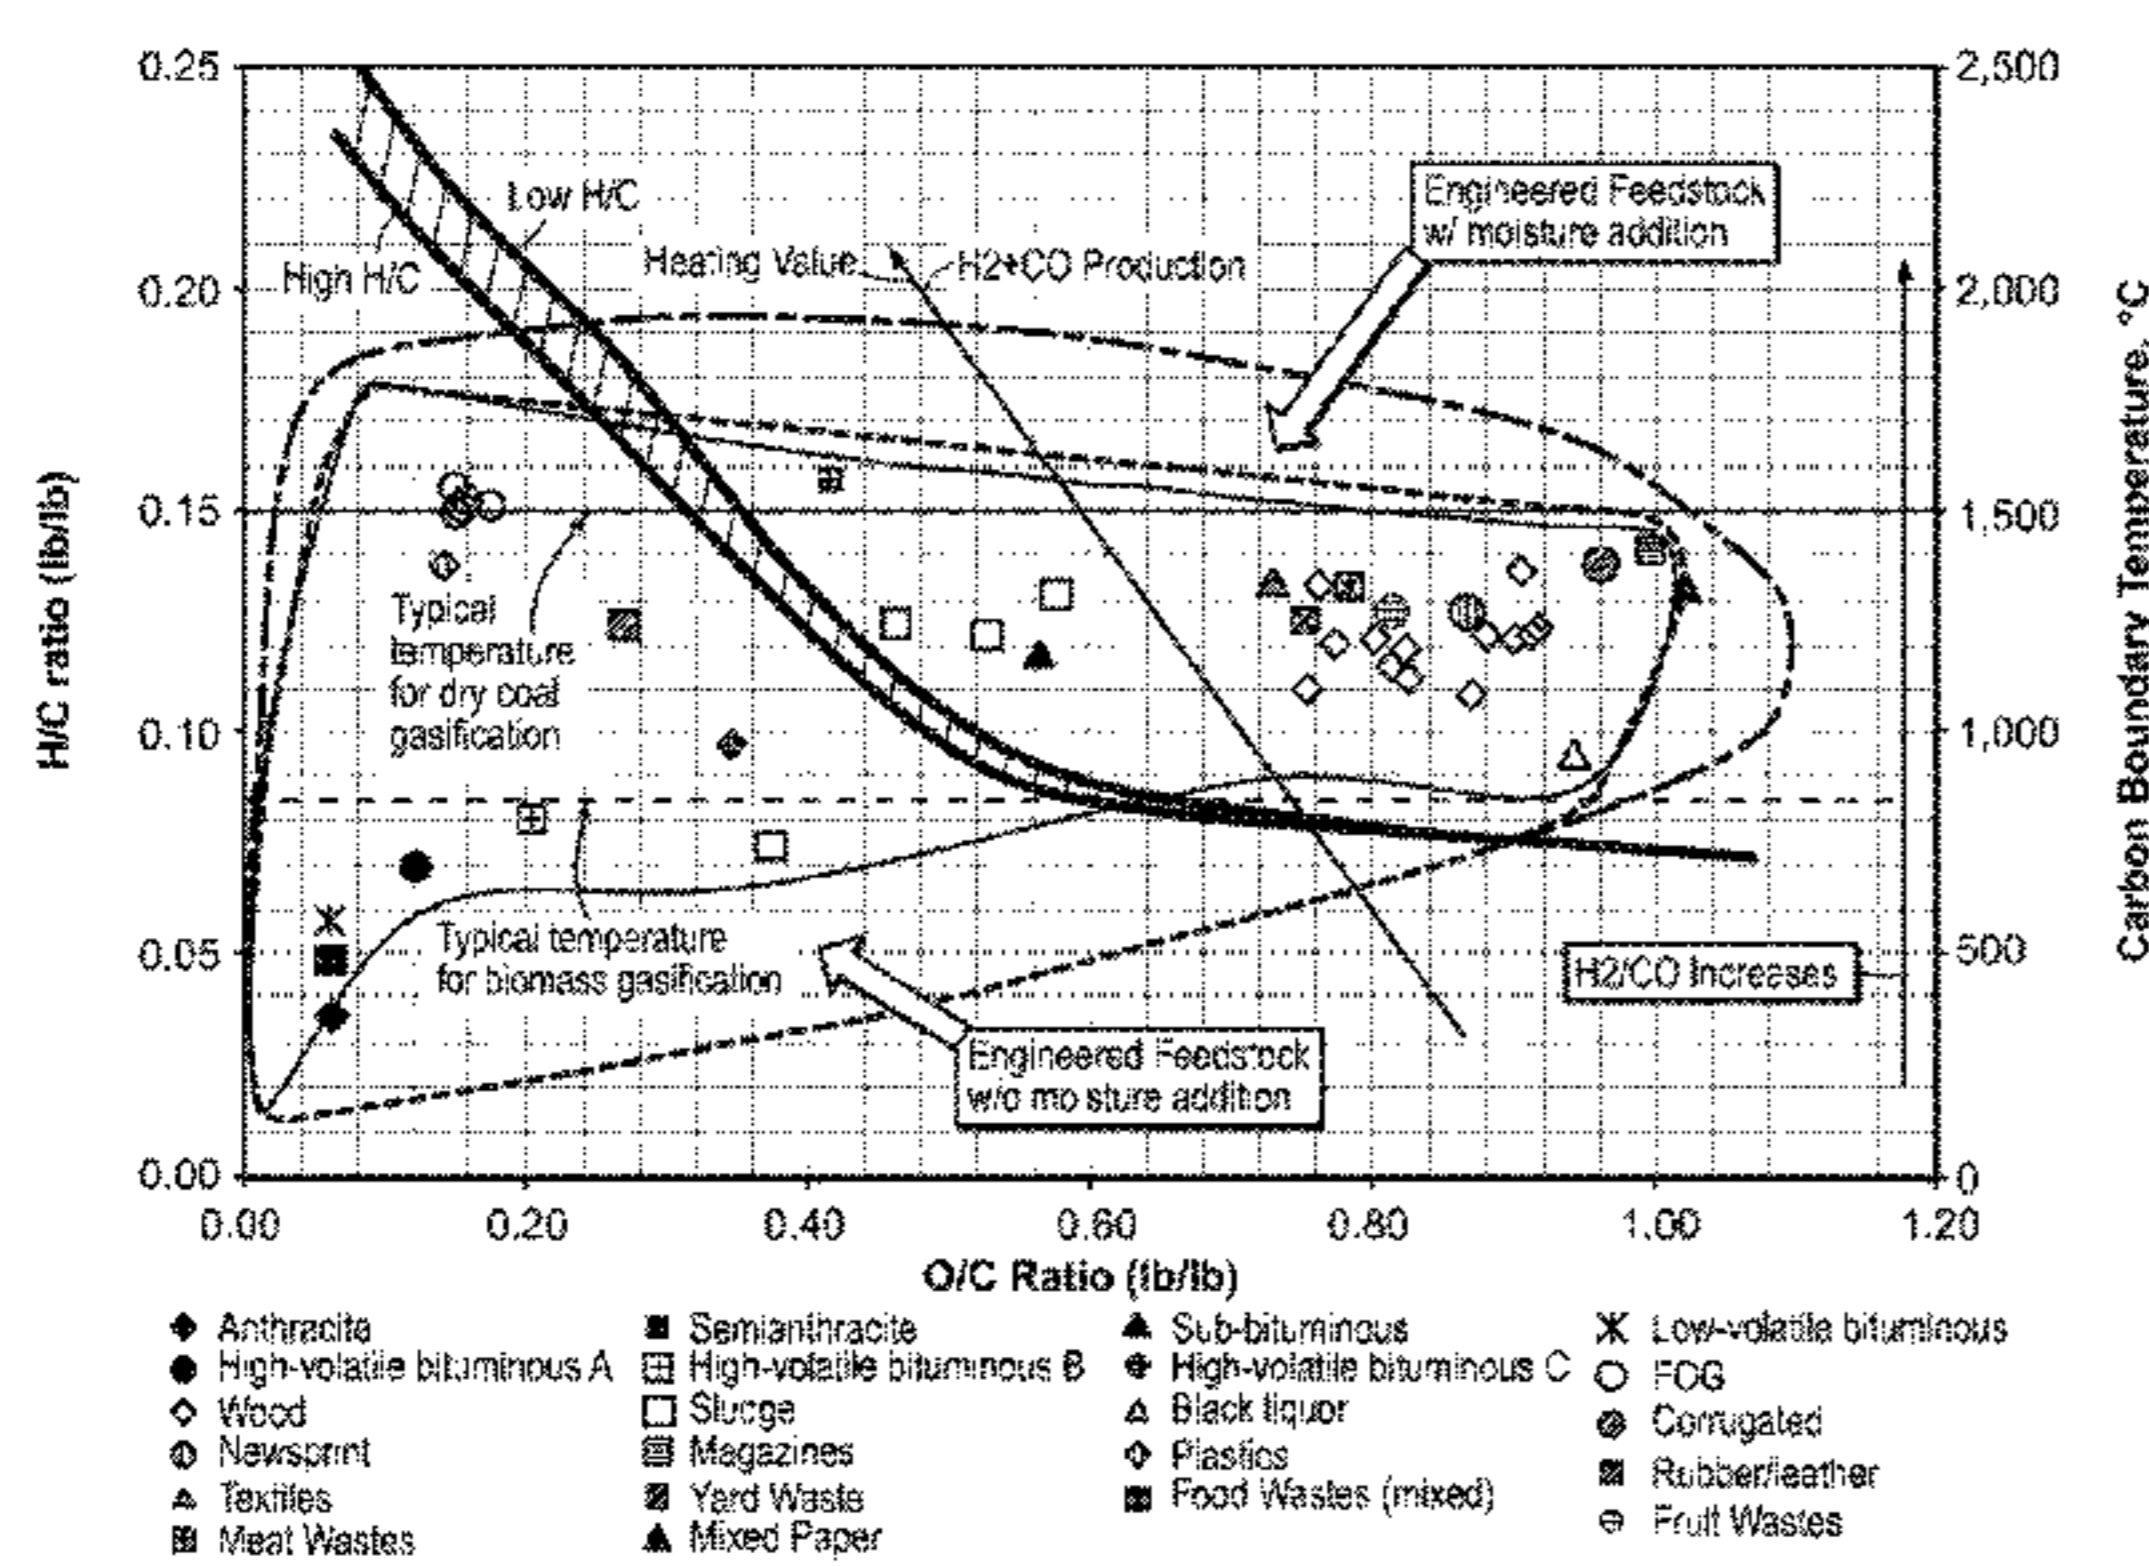 0.25
0.20
0.15
0.10
0.05
0.00
H/C ratio (lb/lb)
2,500
2,000
1,500
1,000
500
0
Carbon Boundary Temperature, °C
0.00 0.20 0.40 0.60 0.80 1.00 1.20
O/C Ratio (lb/lb)
Low H/C
High H/C
Heating Value
H2+CO Production
Engineered Feedstock
w/ moisture addition
Typical
temperature
for dry coal
gasification
Typical temperature
for biomass gasification
H2/CO Increases
Engineered Feedstock
w/o moisture addition
Anthracite Semianthracite Sub-bituminous Low-volatile bituminous
High-volatile bituminous A High-volatile bituminous B High-volatile bituminous C FOG
Wood Sludge Black liquor Corrugated
Newsprint Magazines Plastics Rubber/leather
Textiles Yard Waste Food Wastes (mixed) Fruit Wastes
Meat Wastes Mixed Paper